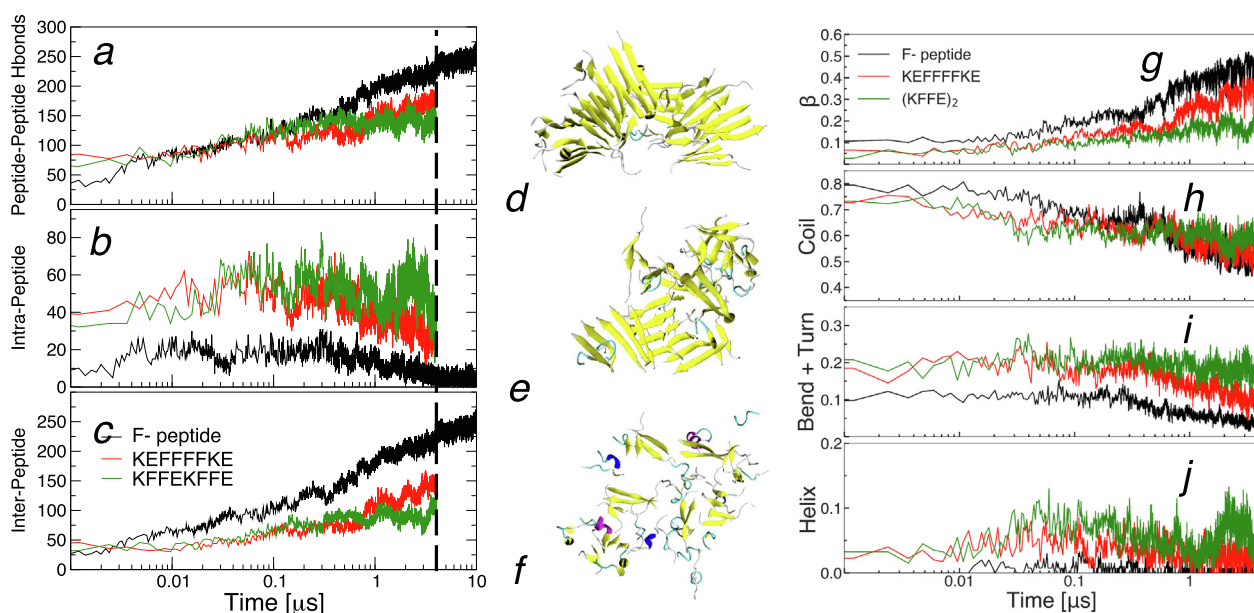 Peptide-Peptide Hbonds
300
250
200
150
100
50
0
a
Intra-Peptide
80
60
40
20
0
b
Inter-Peptide
250
200
150
100
50
0
c
F- peptide
KEFFFFKE
KFFEKFFE
0.01
0.1
1
10
Time [μs]
d
e
f
β
0.6
0.5
0.4
0.3
0.2
0.1
F- peptide
KEFFFFKE
(KFFE)2
g
Coil
0.8
0.7
0.6
0.5
0.4
h
Bend + Turn
0.3
0.2
0.1
i
Helix
0.2
0.1
0.0
j
0.01
0.1
1
Time [μs]